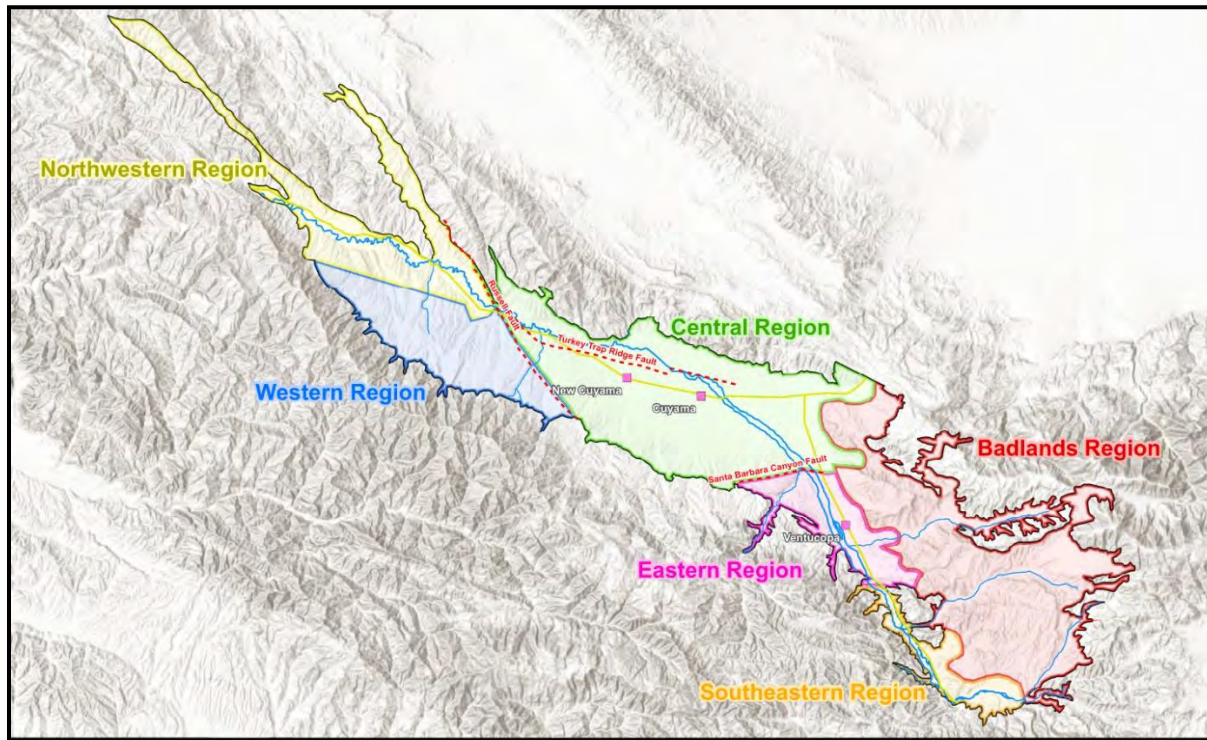 Northwestern Region
Russell Fault
Central Region
Turkey Trap Ridge Fault
Western Region
New Cuyama
Cuyama
Badlands Region
Santa Barbara Canyon Fault
Ventucopa
Eastern Region
Southeastern Region